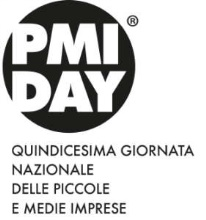 PMI
DAY®
QUINDICESIMA GIORNATA
NAZIONALE
DELLE PICCOLE
E MEDIE IMPRESE